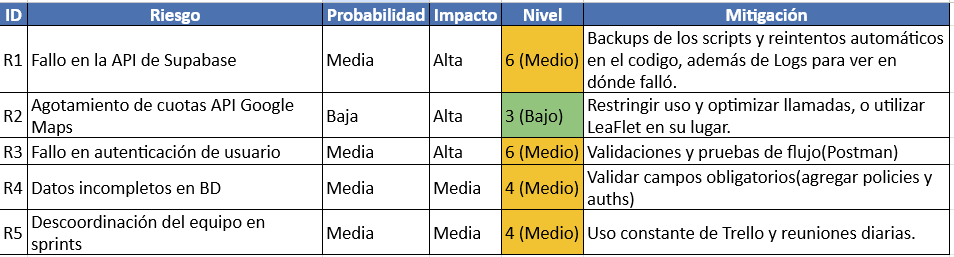 ID Riesgo Probabilidad Impacto Nivel Mitigación
R1 Fallo en la API de Supabase Media Alta 6 (Medio) Backups de los scripts y reintentos automáticos
en el codigo, además de Logs para ver en
dónde falló.
R2 Agotamiento de cuotas API Google
Maps Baja Alta 3 (Bajo) Restringir uso y optimizar llamadas, o utilizar
LeaFlet en su lugar.
R3 Fallo en autenticación de usuario Media Alta 6 (Medio) Validaciones y pruebas de flujo(Postman)
R4 Datos incompletos en BD Media Media 4 (Medio) Validar campos obligatorios(agregar policies y
auths)
R5 Descoordinación del equipo en
sprints Media Media 4 (Medio) Uso constante de Trello y reuniones diarias.